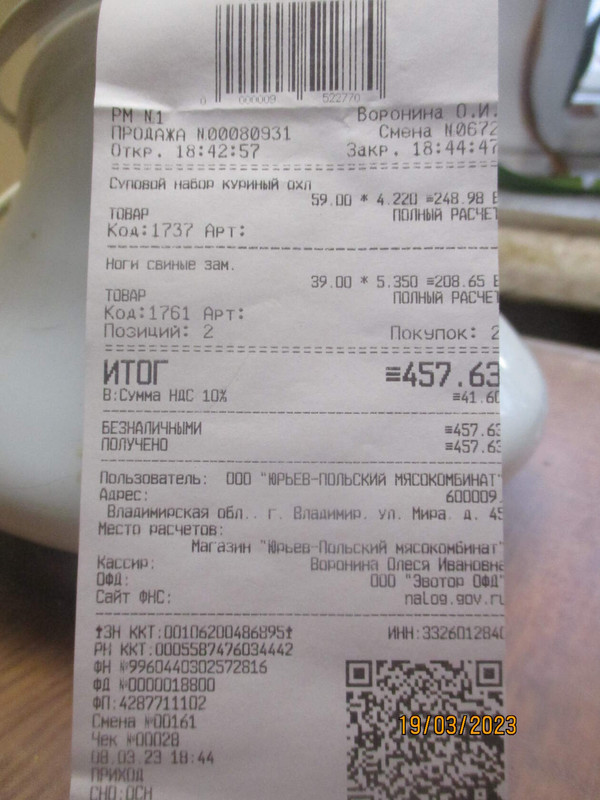 0 000009 522770
РМ N1 Воронина О.И.
ПРОДАЖА N00080931 Смена N0672
Откр. 18:42:57 Закр. 18:44:47
Суповой набор куриный охл
59.00 * 4.220 ≡248.98 В
ТОВАР ПОЛНЫЙ РАСЧЕТ
Код:1737 Арт:
Ноги свиные зам.
39.00 * 5.350 ≡208.65 В
ТОВАР ПОЛНЫЙ РАСЧЕТ
Код:1761 Арт:
Позиций: 2 Покупок: 2
ИТОГ ≡457.63
В:Сумма НДС 10% ≡41.60
БЕЗНАЛИЧНЫМИ ≡457.63
ПОЛУЧЕНО ≡457.63
Пользователь: ООО "ЮРЬЕВ-ПОЛЬСКИЙ МЯСОКОМБИНАТ"
Адрес: 600009.
Владимирская обл.. г. Владимир. ул. Мира. д. 45
Место расчетов:
Магазин "Юрьев-Польский мясокомбинат"
Кассир: Воронина Олеся Ивановна
ОФД: ООО "Эвотор ОФД"
Сайт ФНС: nalog.gov.ru
ЗН ККТ:00106200486895 ИНН:3326012840
РН ККТ:0005587476034442
ФН №9960440302572816
ФД №0000018800
ФП:4287711102
Смена №00161
Чек №00028
08.03.23 18:44
ПРИХОД
СНО:ОСН
19/03/2023